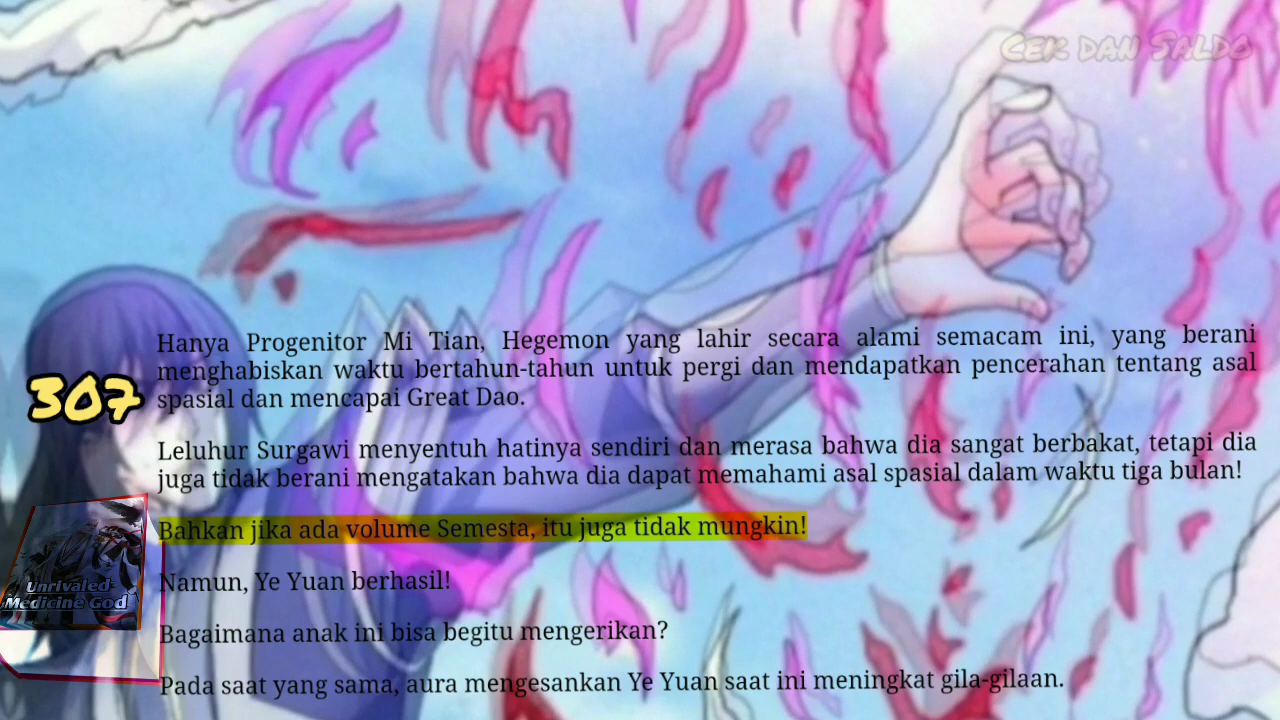 Cek dan Saldo
Hanya Progenitor Mi Tian, Hegemon yang lahir secara alami semacam ini, yang berani
menghabiskan waktu bertahun-tahun untuk pergi dan mendapatkan pencerahan tentang asal
307
spasial dan mencapai Great Dao.
Leluhur Surgawi menyentuh hatinya sendiri dan merasa bahwa dia sangat berbakat, tetapi dia
juga tidak berani mengatakan bahwa dia dapat memahami asal spasial dalam waktu tiga bulan!
Bahkan jika ada volume Semesta, itu juga tidak mungkin!
Namun, Ye Yuan berhasil!
Unrivaled
Medicine God
Bagaimana anak ini bisa begitu mengerikan?
Pada saat yang sama, aura mengesankan Ye Yuan saat ini meningkat gila-gilaan.